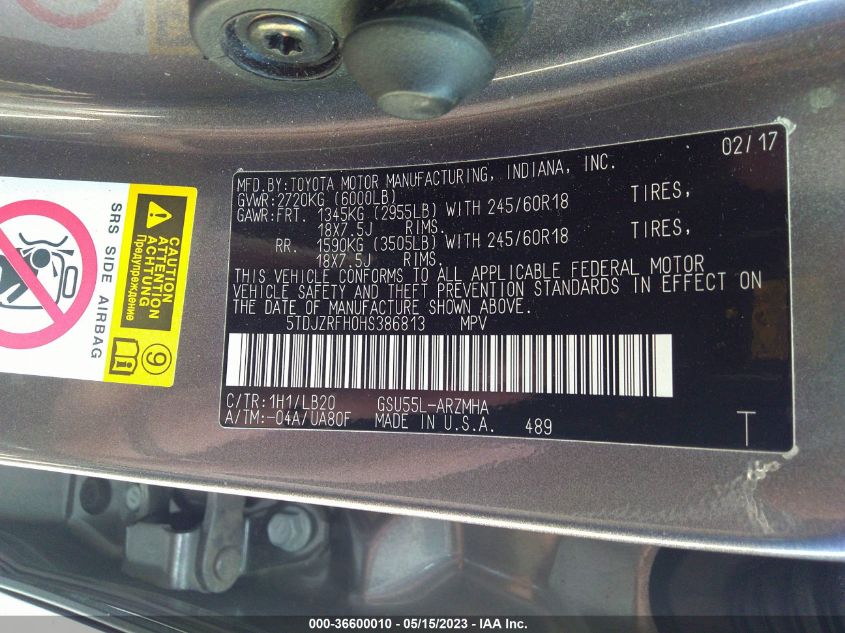 02/17
MFD.BY:TOYOTA MOTOR MANUFACTURING, INDIANA, INC.
GVWR:2720KG (6000LB)
GAWR:FRT. 1345KG (2955LB) WITH 245/60R18 TIRES,
18X7.5J RIMS.
RR. 1590KG (3505LB) WITH 245/60R18 TIRES,
18X7.5J RIMS.
THIS VEHICLE CONFORMS TO ALL APPLICABLE FEDERAL MOTOR
VEHICLE SAFETY AND THEFT PREVENTION STANDARDS IN EFFECT ON
THE DATE OF MANUFACTURE SHOWN ABOVE.
5TDJZRFH0HS386813 MPV
C/TR:1H1/LB20 GSU55L-ARZMHA
A/TM:-04A/UA80F MADE IN U.S.A. 489
T
SRS SIDE AIRBAG
CAUTION
ATTENTION
ACHTUNG
Предупреждение
9
000-36600010 - 05/15/2023 - IAA Inc.